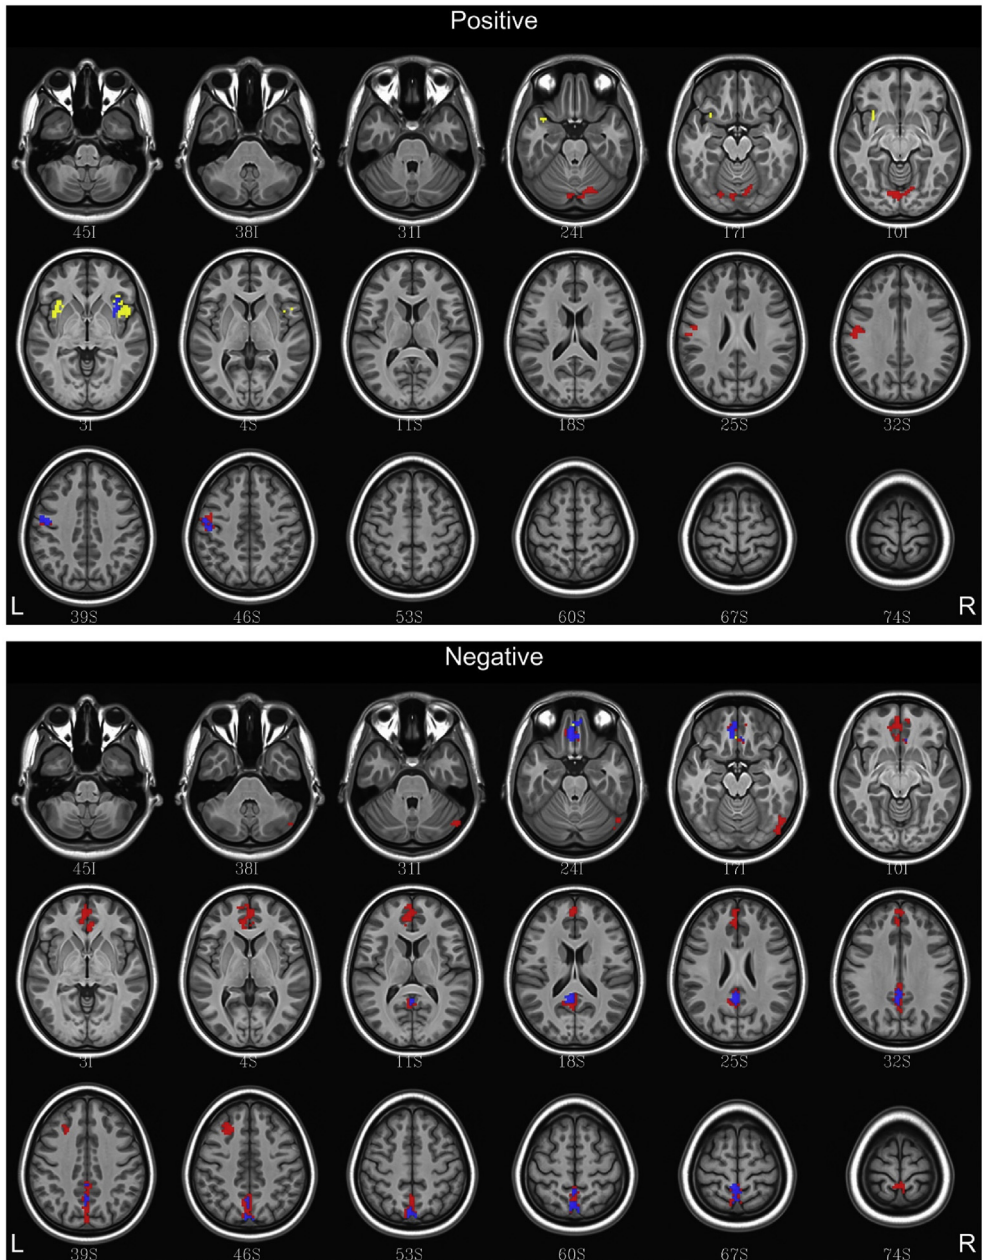 Positive
45I 38I 31I 24I 17I 10I
3I 4S 11S 18S 25S 32S
L R
39S 46S 53S 60S 67S 74S
Negative
45I 38I 31I 24I 17I 10I
3I 4S 11S 18S 25S 32S
L R
39S 46S 53S 60S 67S 74S